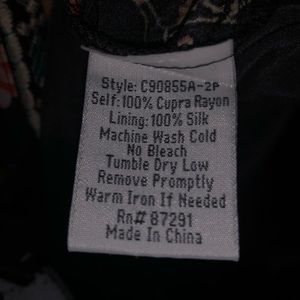 Style: C90855A-2P
Self:100% Cupra Rayon
Lining: 100% Silk
Machine Wash Cold
No Bleach
Tumble Dry Low
Remove Promptly
Warm Iron If Needed
Rn# 87291
Made In China